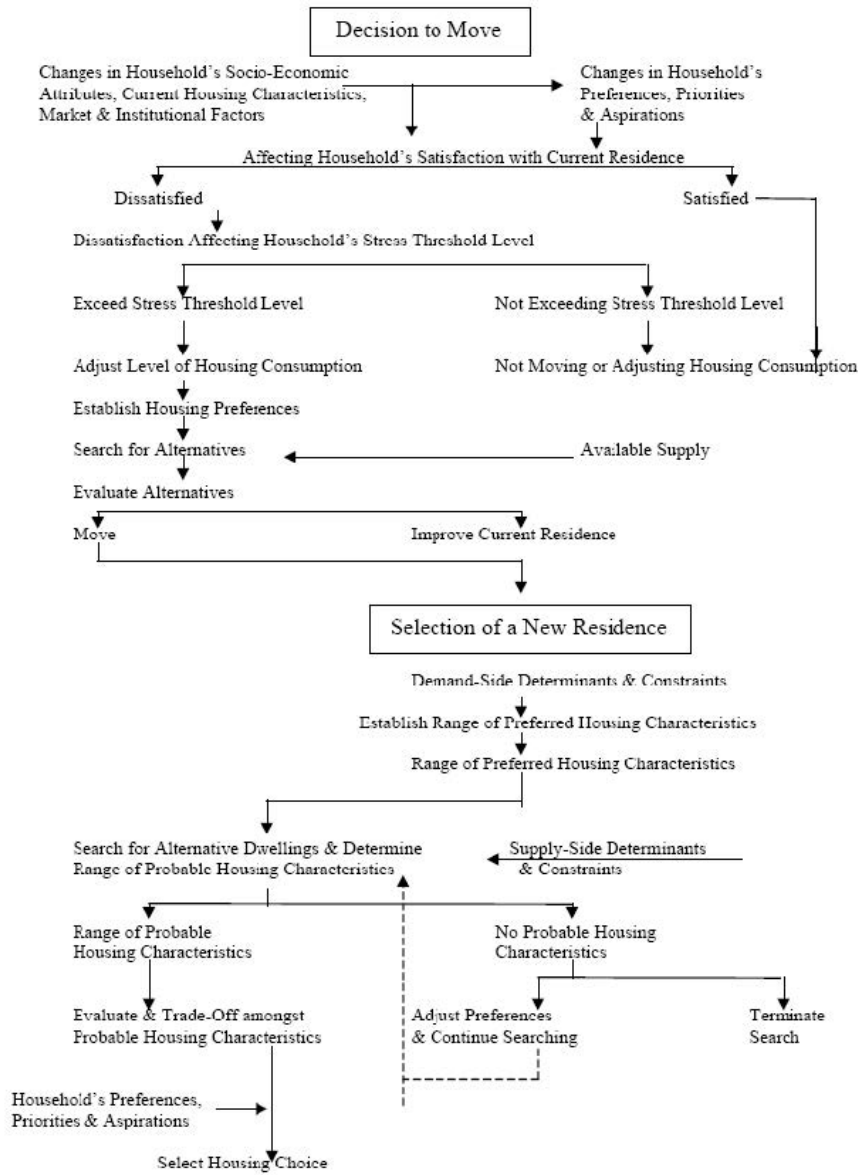 Decision to Move
Changes in Household's Socio-Economic
Attributes, Current Housing Characteristics,
Market & Institutional Factors
Changes in Household's
Preferences, Priorities
& Aspirations
Affecting Household's Satisfaction with Current Residence
Dissatisfied
Satisfied
Dissatisfaction Affecting Household's Stress Threshold Level
Exceed Stress Threshold Level
Not Exceeding Stress Threshold Level
Adjust Level of Housing Consumption
Not Moving or Adjusting Housing Consumption
Establish Housing Preferences
Search for Alternatives
Available Supply
Evaluate Alternatives
Move
Improve Current Residence
Selection of a New Residence
Demand-Side Determinants & Constraints
Establish Range of Preferred Housing Characteristics
Range of Preferred Housing Characteristics
Search for Alternative Dwellings & Determine
Range of Probable Housing Characteristics
Supply-Side Determinants
& Constraints
Range of Probable
Housing Characteristics
No Probable Housing
Characteristics
Evaluate & Trade-Off amongst
Probable Housing Characteristics
Adjust Preferences
& Continue Searching
Terminate
Search
Household's Preferences,
Priorities & Aspirations
Select Housing Choice